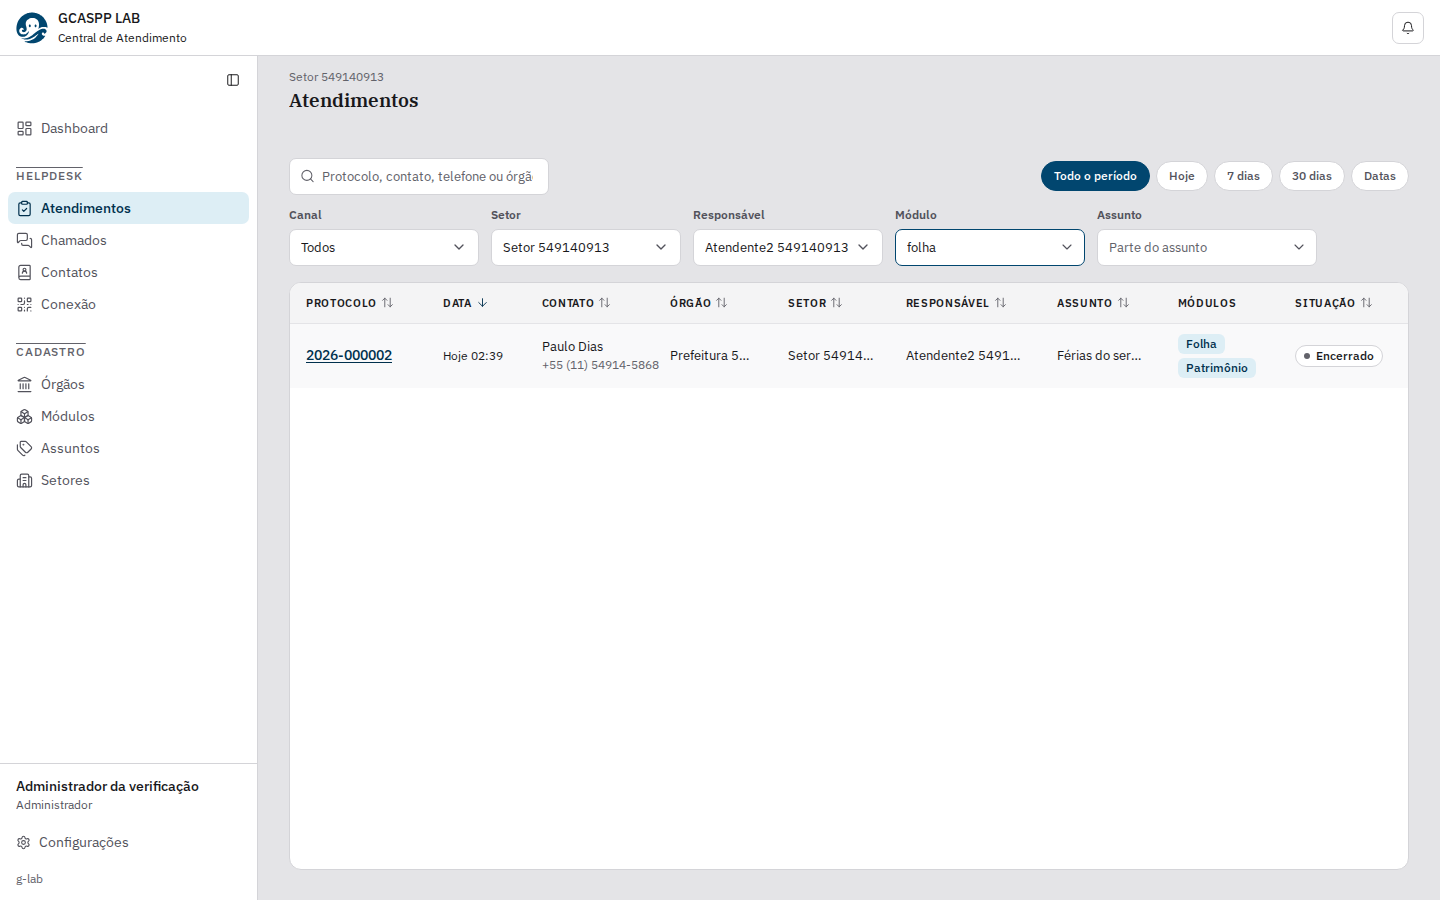 GCASPP LAB
Central de Atendimento
Dashboard
HELPDESK
Atendimentos
Chamados
Contatos
Conexão
CADASTRO
Órgãos
Módulos
Assuntos
Setores
Administrador da verificação
Administrador
Configurações
g-lab
Setor 549140913
Atendimentos
Protocolo, contato, telefone ou órgã
Todo o período Hoje 7 dias 30 dias Datas
Canal Setor Responsável Módulo Assunto
Todos Setor 549140913 Atendente2 549140913 folha Parte do assunto
PROTOCOLO DATA CONTATO ÓRGÃO SETOR RESPONSÁVEL ASSUNTO MÓDULOS SITUAÇÃO
2026-000002 Hoje 02:39 Paulo Dias Prefeitura 5... Setor 54914... Atendente2 5491... Férias do ser... Folha Encerrado
+55 (11) 54914-5868 Patrimônio